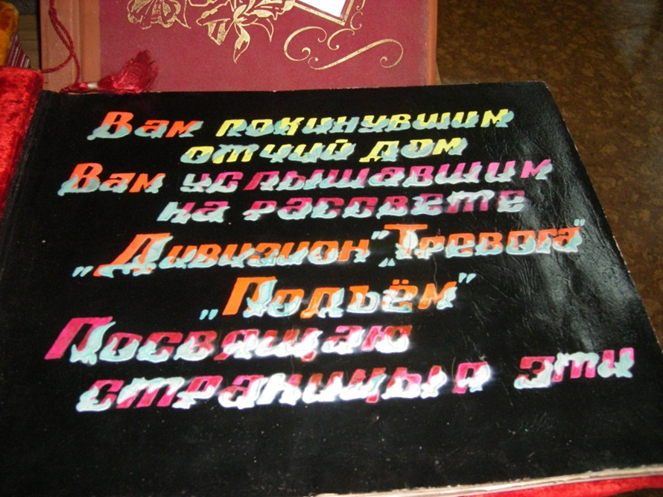 Вам покинувшим
отчий дом
Вам услышавшим
на рассвете
„Дивизион" „Тревога"
„Подъём"
Посвящаю
страницы я эти